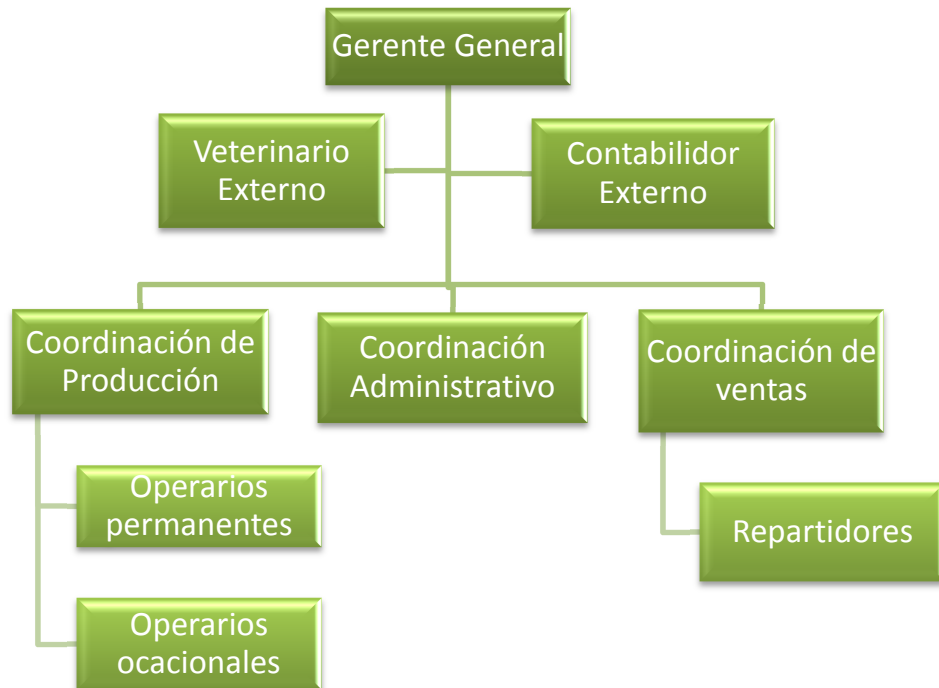 Gerente General
Veterinario
Externo
Contabilidor
Externo
Coordinación de
Producción
Coordinación
Administrativo
Coordinación de
ventas
Operarios
permanentes
Repartidores
Operarios
ocacionales